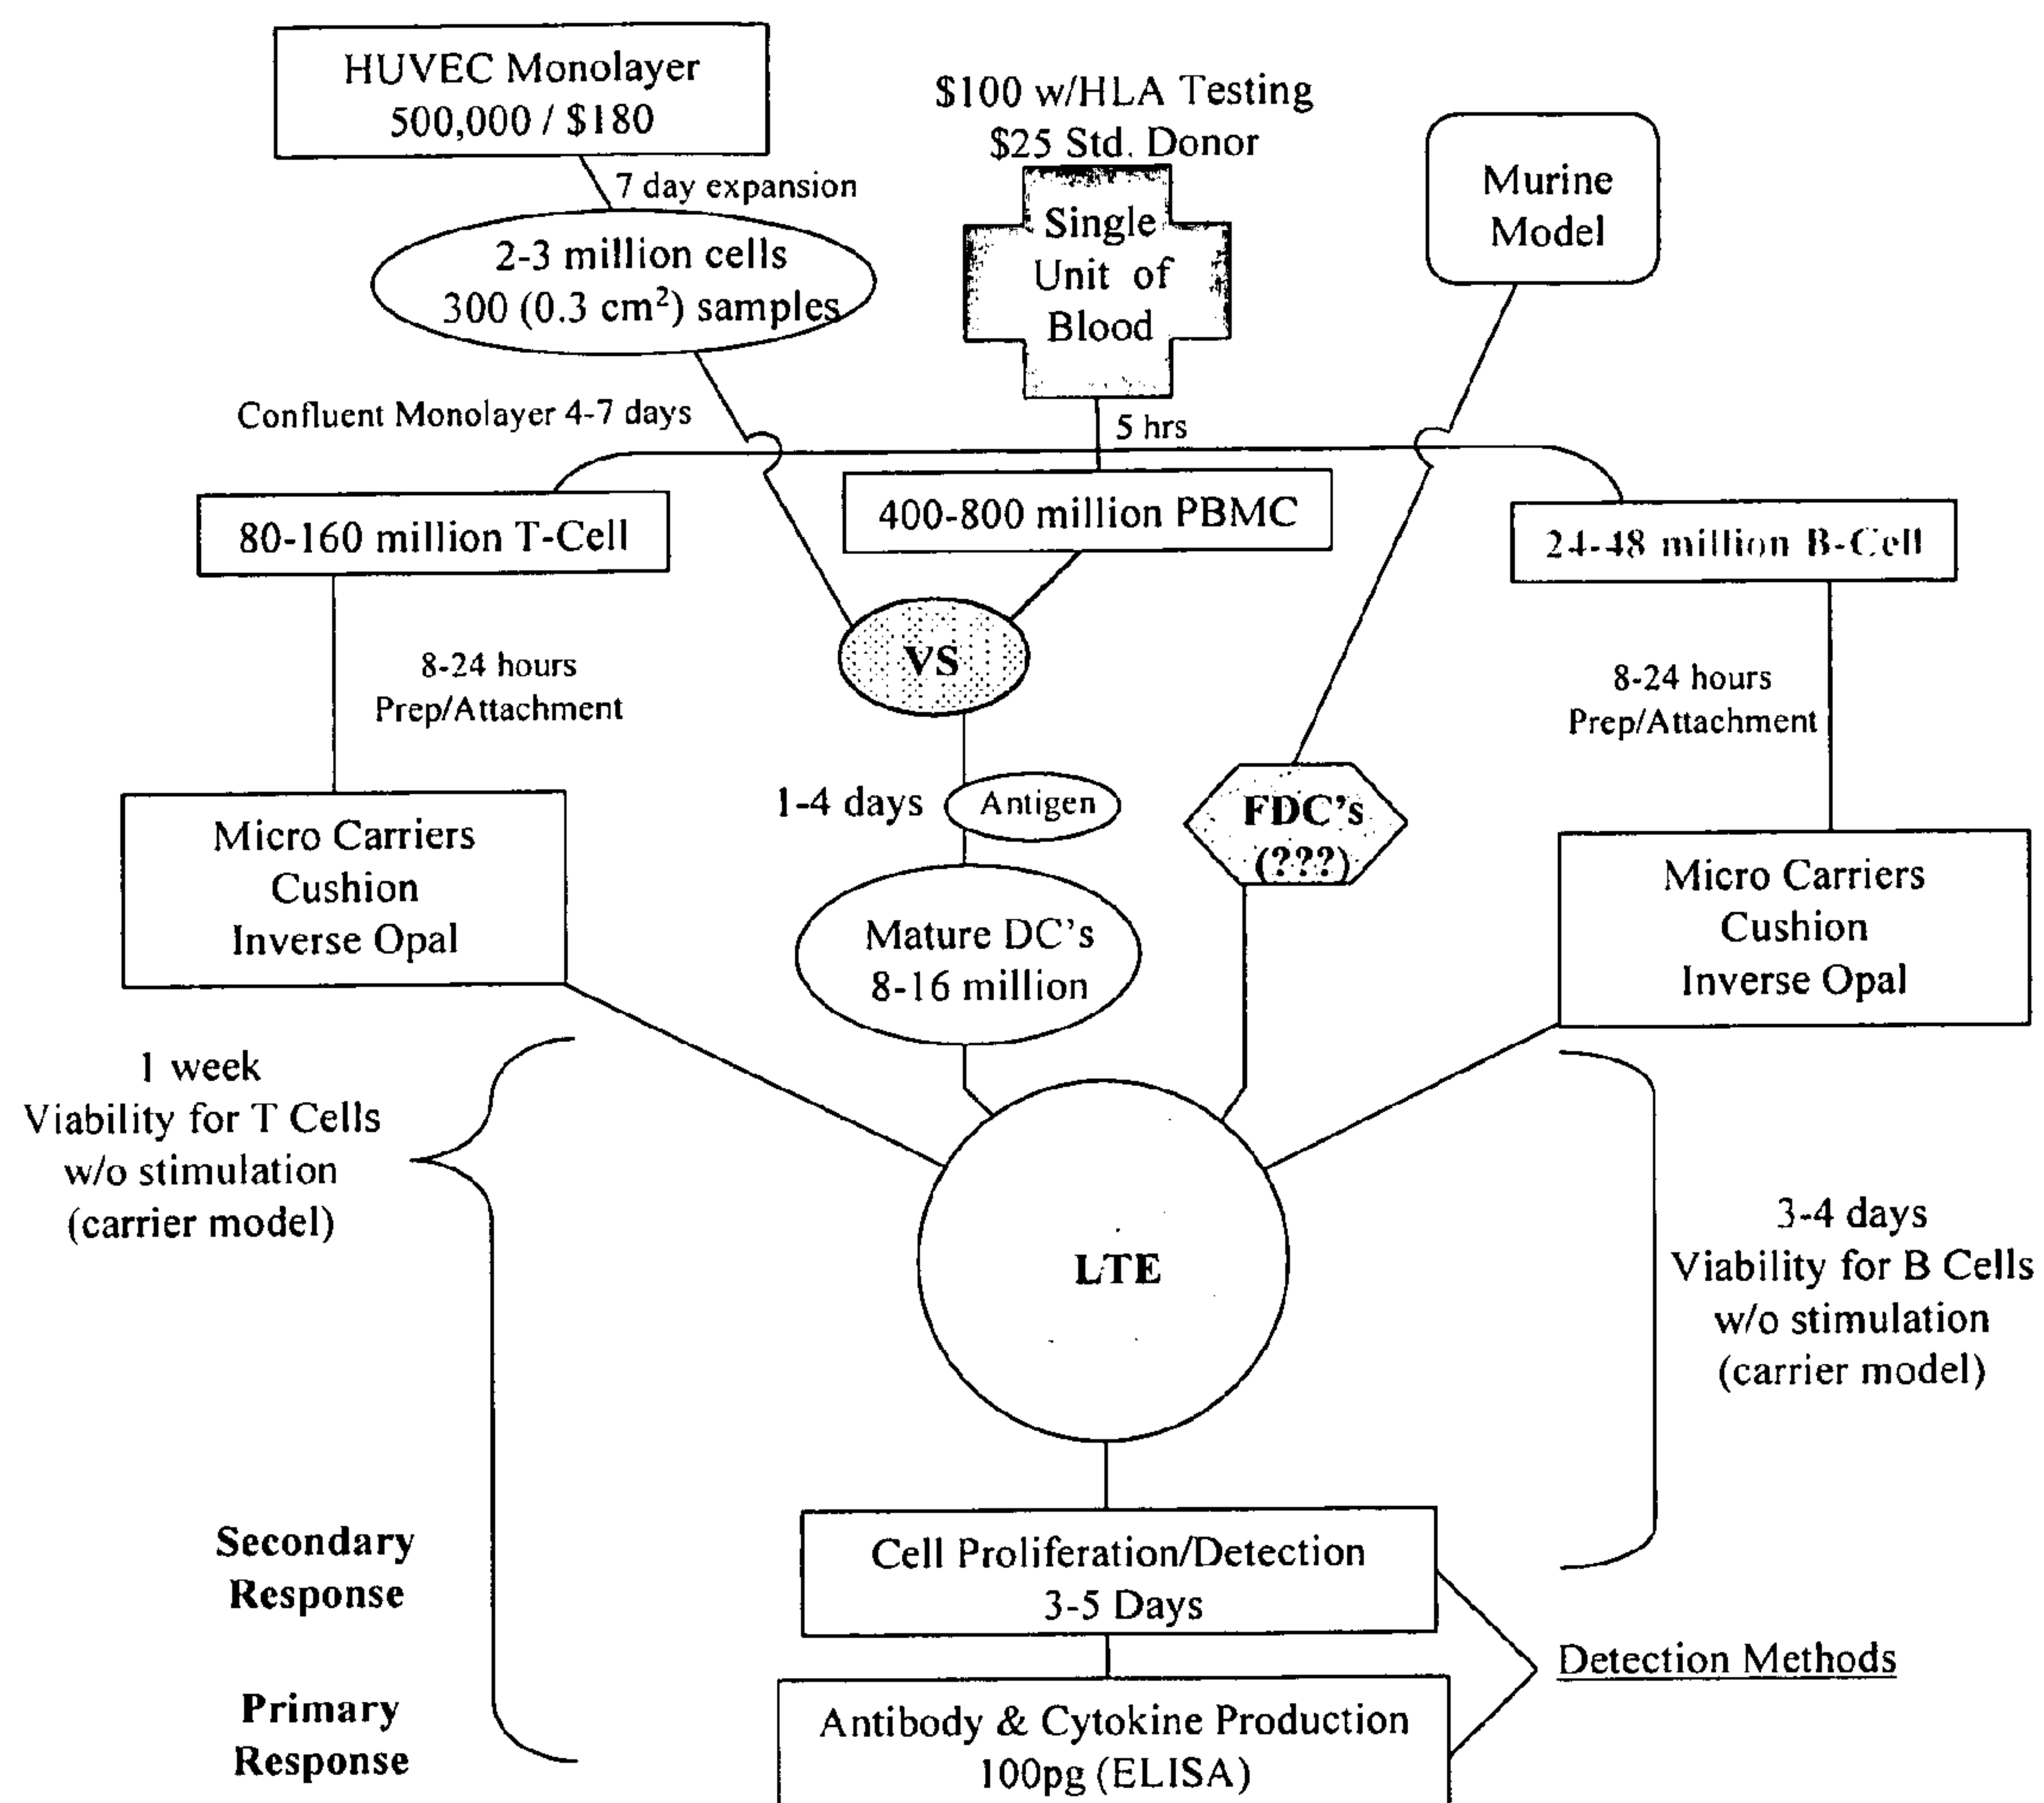 HUVEC Monolayer
500,000 / $180
$100 w/HLA Testing
$25 Std. Donor
Murine
Model
7 day expansion
Single
Unit of
Blood
2-3 million cells
300 (0.3 cm²) samples
Confluent Monolayer 4-7 days
5 hrs
80-160 million T-Cell
400-800 million PBMC
24-48 million B-Cell
VS
8-24 hours
Prep/Attachment
8-24 hours
Prep/Attachment
1-4 days
Antigen
FDC's
(???)
Micro Carriers
Cushion
Inverse Opal
Mature DC's
8-16 million
Micro Carriers
Cushion
Inverse Opal
1 week
Viability for T Cells
w/o stimulation
(carrier model)
LTE
3-4 days
Viability for B Cells
w/o stimulation
(carrier model)
Secondary
Response
Cell Proliferation/Detection
3-5 Days
Detection Methods
Primary
Response
Antibody & Cytokine Production
100pg (ELISA)